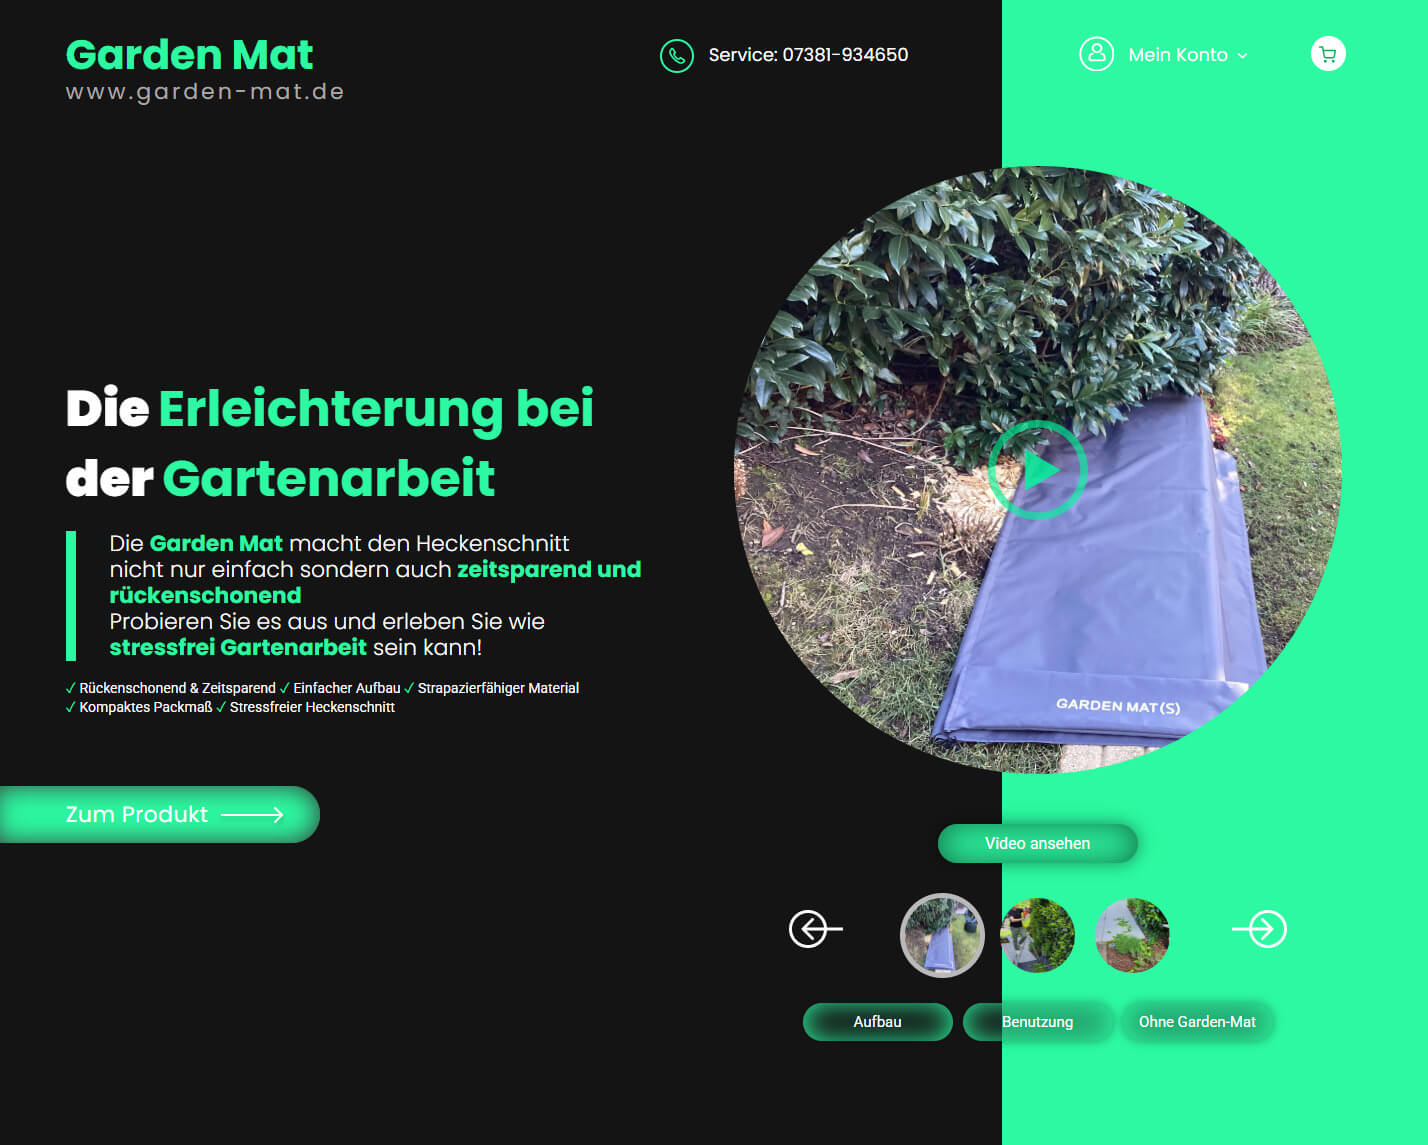 Garden Mat
www.garden-mat.de
Service: 07381-934650
Mein Konto
Die Erleichterung bei
der Gartenarbeit
Die Garden Mat macht den Heckenschnitt
nicht nur einfach sondern auch zeitsparend und
rückenschonend
Probieren Sie es aus und erleben Sie wie
stressfrei Gartenarbeit sein kann!
✓ Rückenschonend & Zeitsparend ✓ Einfacher Aufbau ✓ Strapazierfähiger Material
✓ Kompaktes Packmaß ✓ Stressfreier Heckenschnitt
Zum Produkt
GARDEN MAT(S)
Video ansehen
Aufbau
Benutzung
Ohne Garden-Mat